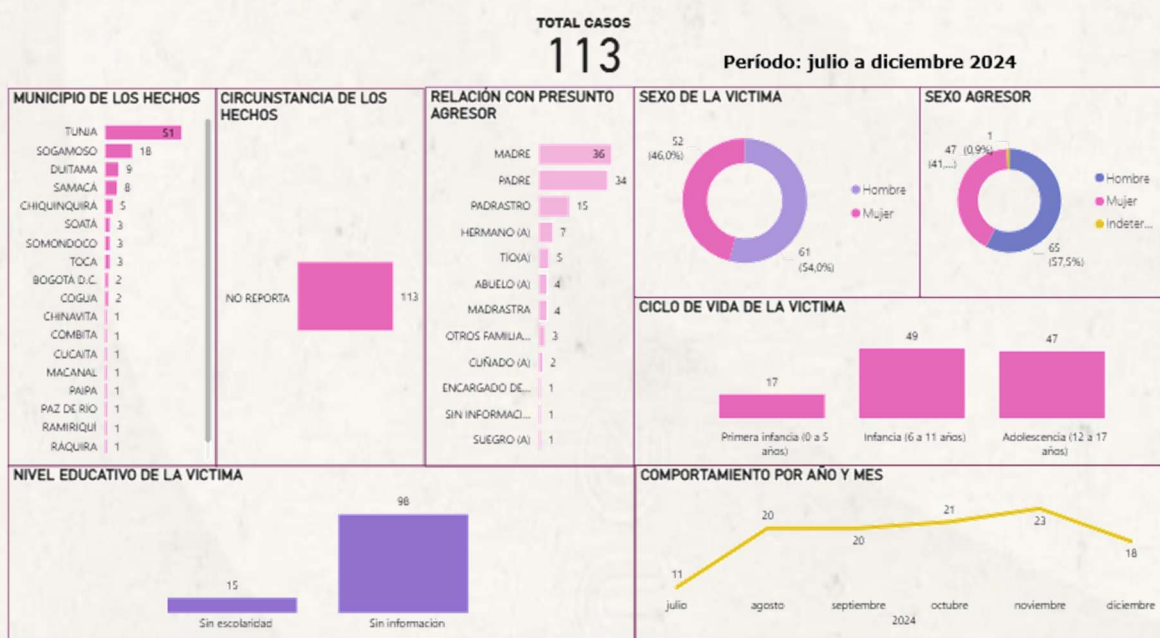 TOTAL CASOS
113
Período: julio a diciembre 2024
MUNICIPIO DE LOS HECHOS
TUNJA 51
SOGAMOSO 18
DUITAMA 9
SAMACÁ 8
CHIQUINQUIRÁ 5
SOATÁ 3
SOMONDOCO 3
TOCA 3
BOGOTÁ D.C. 2
COGUA 2
CHINAVITA 1
COMBITA 1
CUCAITA 1
MACANAL 1
PAIPA 1
PAZ DE RIO 1
RAMIRIQUÍ 1
RÁQUIRA 1
CIRCUNSTANCIA DE LOS
HECHOS
NO REPORTA 113
RELACIÓN CON PRESUNTO
AGRESOR
MADRE 36
PADRE 34
PADRASTRO 15
HERMANO (A) 7
TIO(A) 5
ABUELO (A) 4
MADRASTRA 4
OTROS FAMILIA... 3
CUÑADO (A) 2
ENCARGADO DE... 1
SIN INFORMACI... 1
SUEGRO (A) 1
SEXO DE LA VICTIMA
52
(46,0%)
61
(54,0%)
Hombre
Mujer
SEXO AGRESOR
1
(0,9%)
47
(41,...)
65
(57,5%)
Hombre
Mujer
Indeter...
CICLO DE VIDA DE LA VICTIMA
17
49
47
Primera infancia (0 a 5
años)
Infancia (6 a 11 años)
Adolescencia (12 a 17
años)
NIVEL EDUCATIVO DE LA VICTIMA
15
98
Sin escolaridad
Sin información
COMPORTAMIENTO POR AÑO Y MES
11
20
20
21
23
18
julio agosto septiembre octubre noviembre diciembre
2024